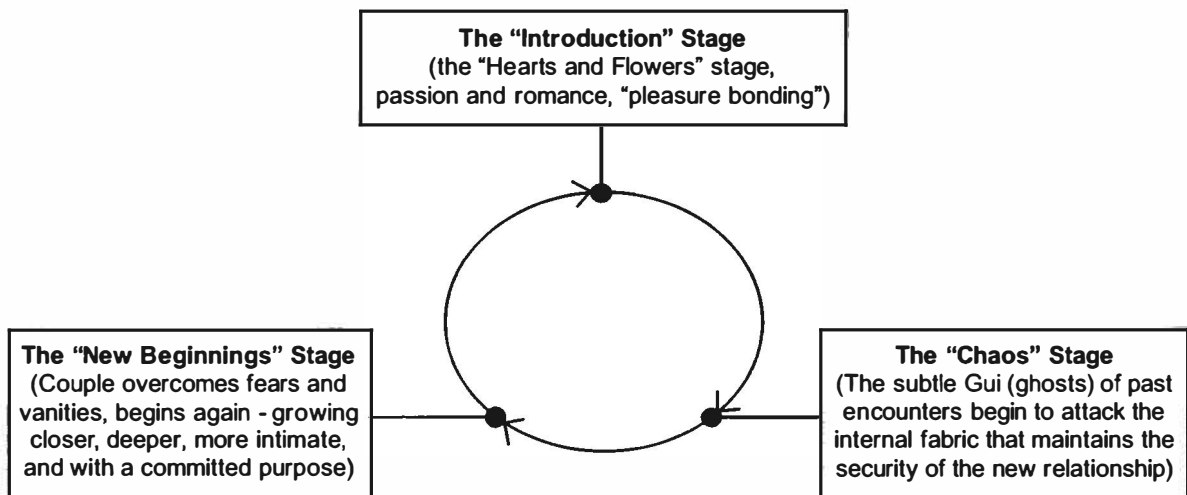 The “Introduction” Stage
(the “Hearts and Flowers” stage,
passion and romance, “pleasure bonding”)
The “New Beginnings” Stage
(Couple overcomes fears and
vanities, begins again - growing
closer, deeper, more intimate,
and with a committed purpose)
The “Chaos” Stage
(The subtle Gui (ghosts) of past
encounters begin to attack the
internal fabric that maintains the
security of the new relationship)